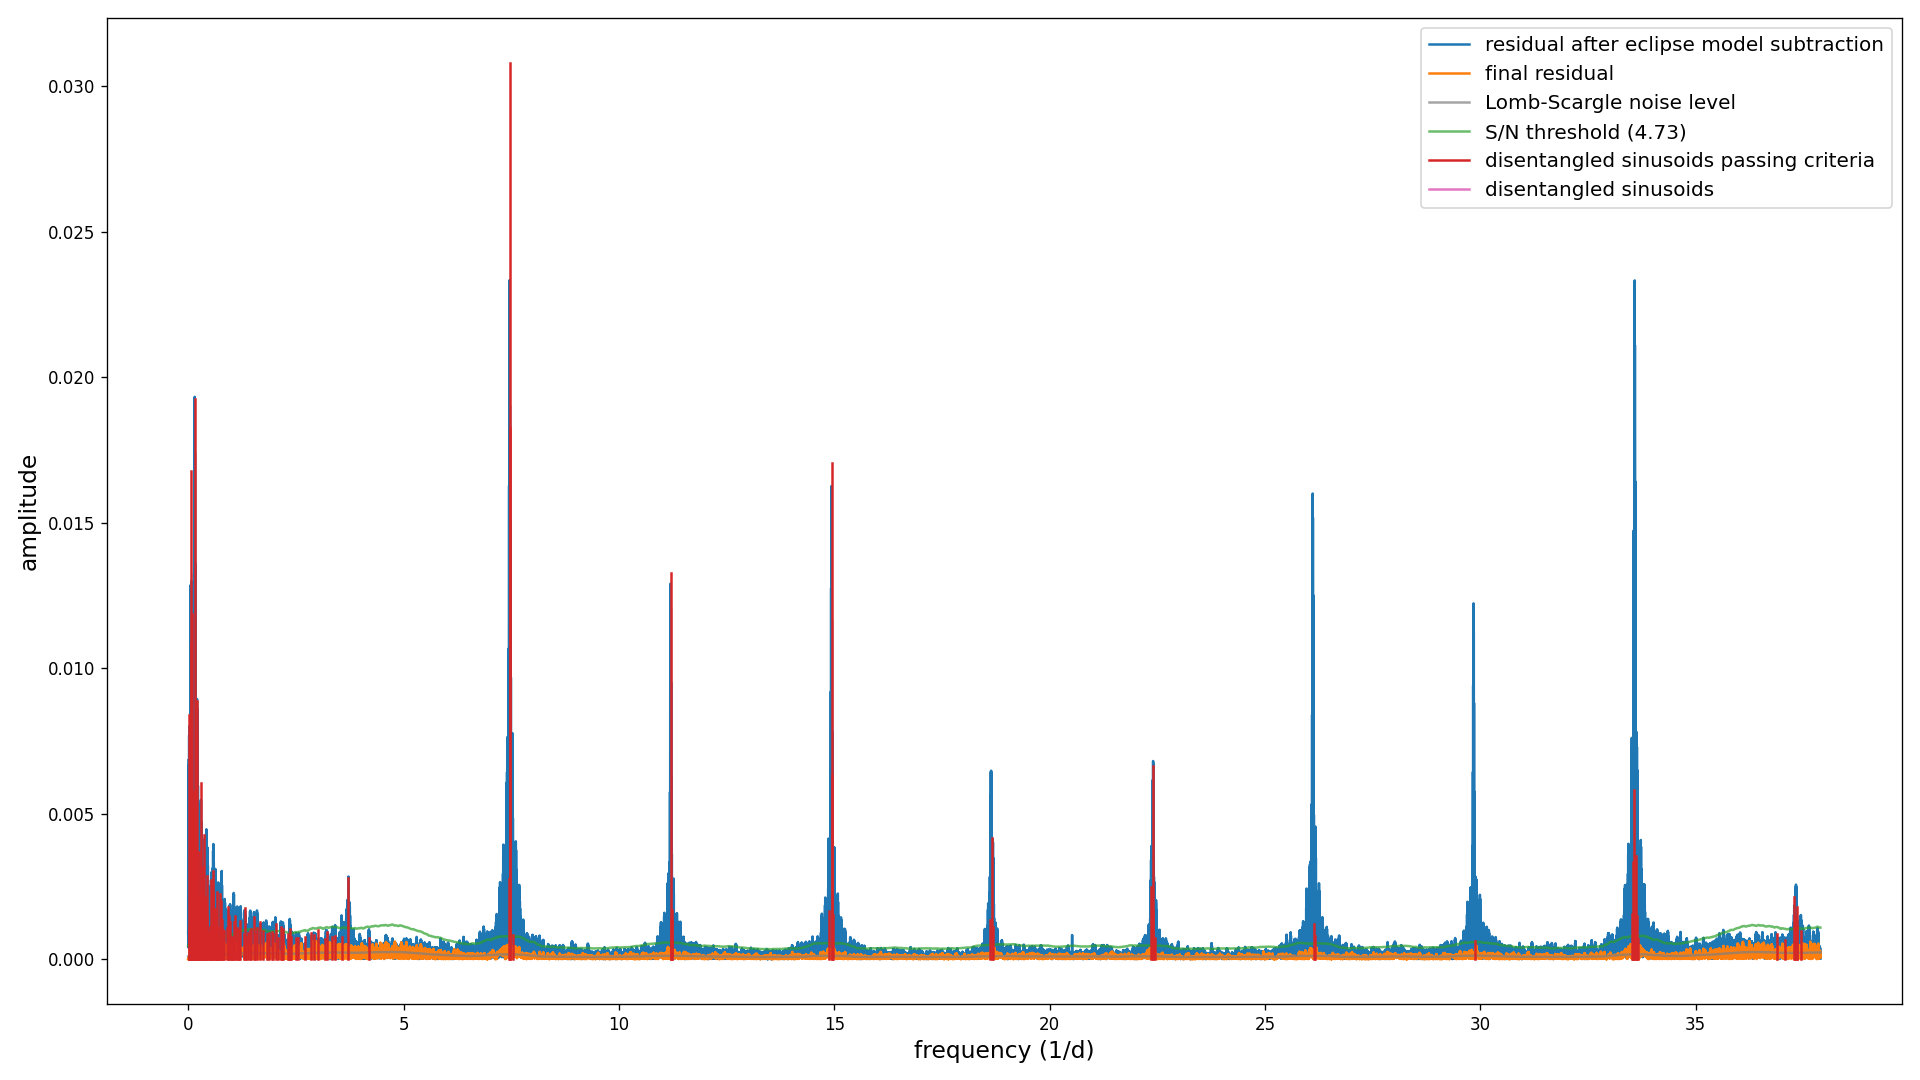 residual after eclipse model subtraction
final residual
Lomb-Scargle noise level
S/N threshold (4.73)
disentangled sinusoids passing criteria
disentangled sinusoids
0.030
0.025
0.020
0.015
0.010
0.005
0.000
amplitude
0 5 10 15 20 25 30 35
frequency (1/d)